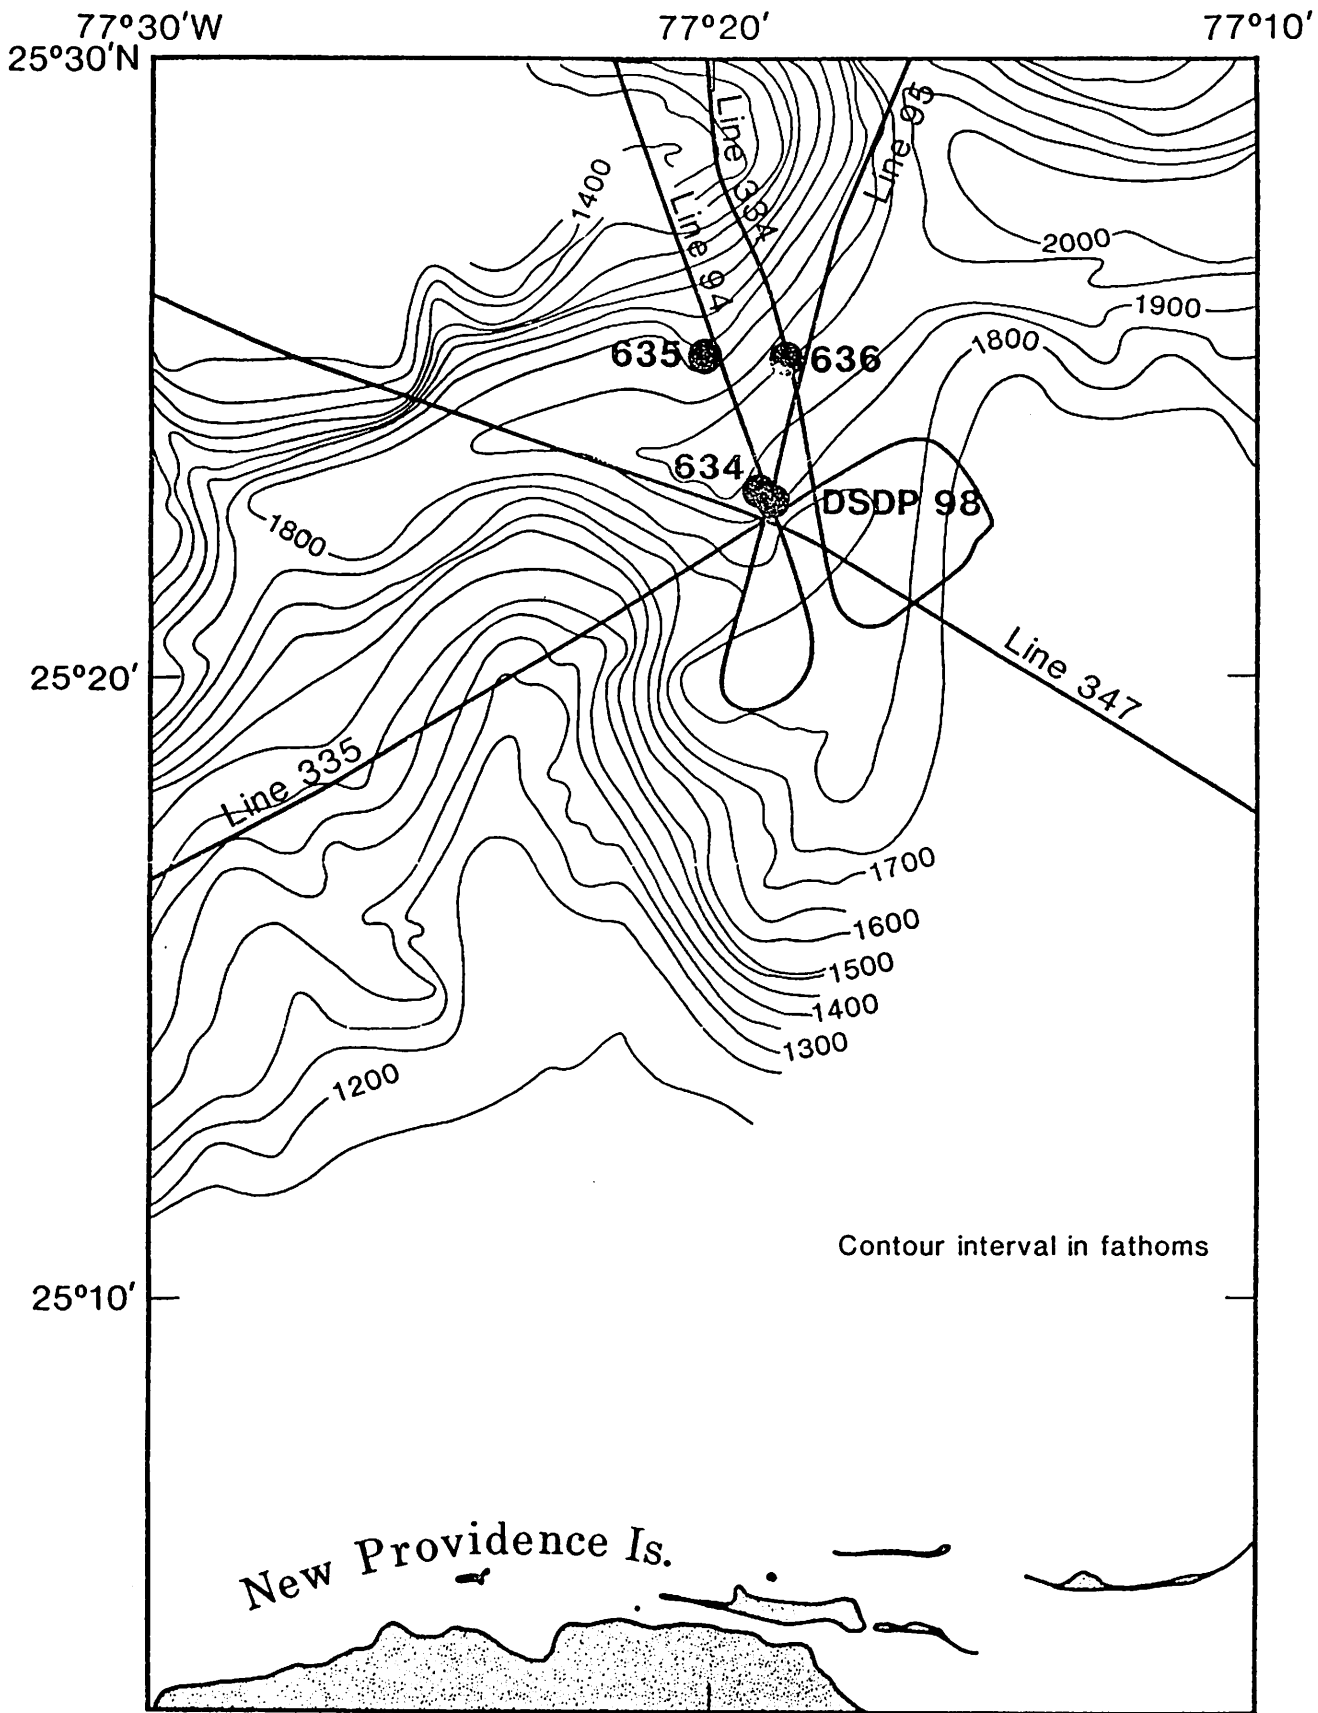 77°30′W
77°20′
77°10′
25°30′N
Line 95
Line 334
1400
Line 94
2000
1900
635
636
1800
634
DSDP 98
1800
25°20′
Line 347
Line 335
1700
1600
1500
1400
1300
1200
Contour interval in fathoms
25°10′
New Providence Is.